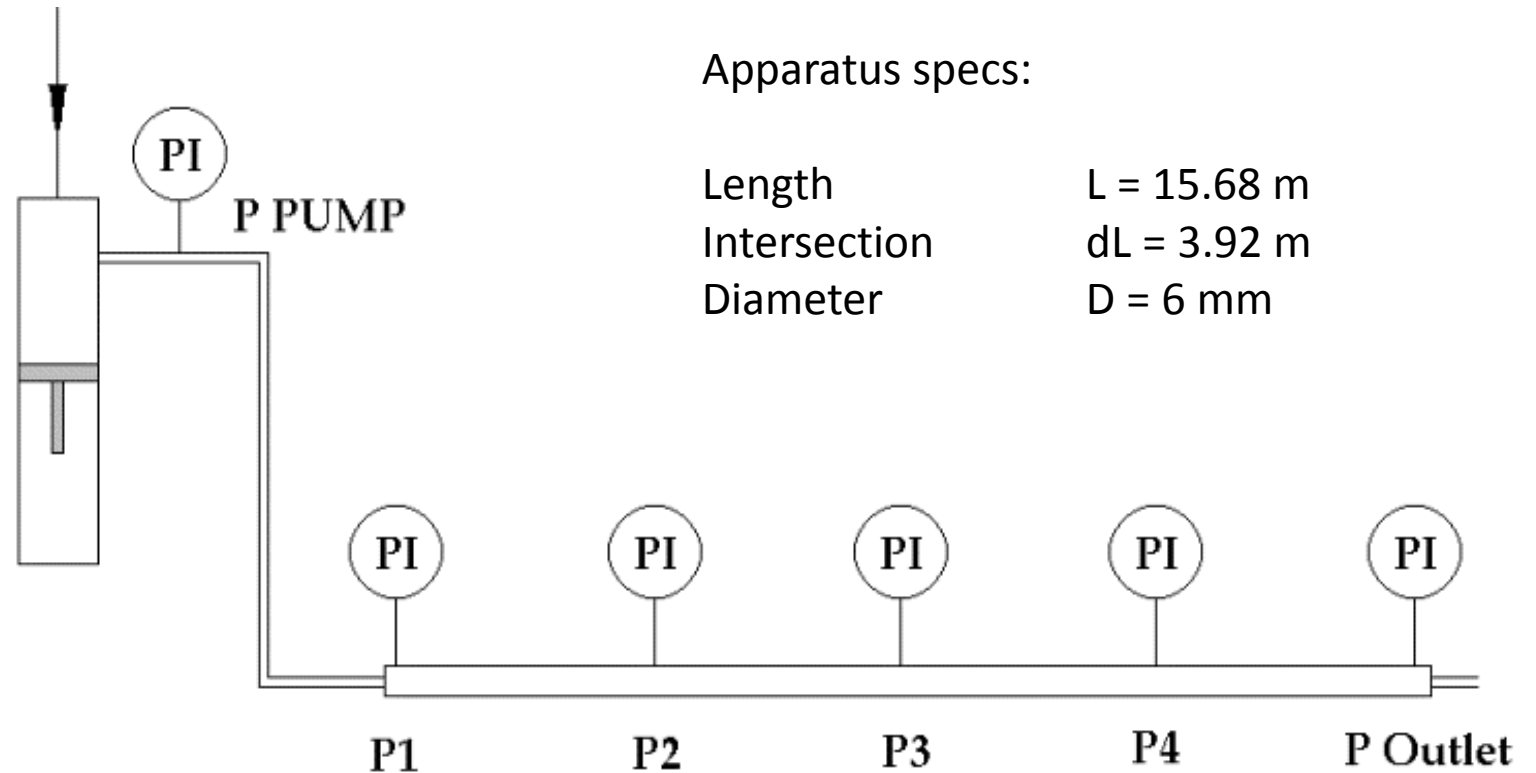 Apparatus specs:
PI
Length L = 15.68 m
P PUMP
Intersection dL = 3.92 m
Diameter D = 6 mm
PI PI PI PI PI
P1 P2 P3 P4 P Outlet